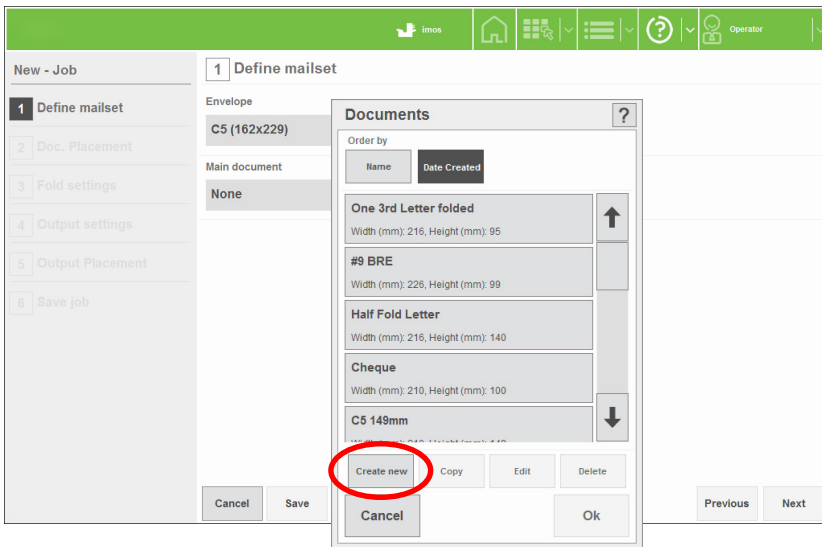 imos
?
Operator
New - Job
1 Define mailset
2 Doc. Placement
3 Fold settings
4 Output settings
5 Output Placement
6 Save job
1 Define mailset
Envelope
C5 (162x229)
Main document
None
Documents ?
Order by
Name Date Created
One 3rd Letter folded
Width (mm): 216, Height (mm): 95
#9 BRE
Width (mm): 226, Height (mm): 99
Half Fold Letter
Width (mm): 216, Height (mm): 140
Cheque
Width (mm): 210, Height (mm): 100
C5 149mm
Create new Copy Edit Delete
Cancel Ok
Cancel Save Previous Next